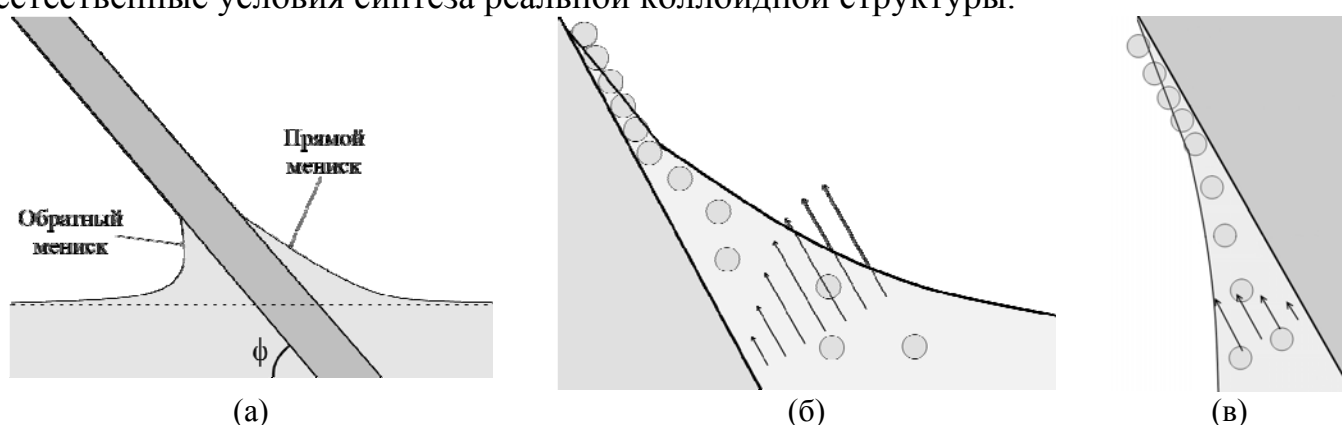 естественные условия синтеза реальной коллоидной структуры.
Прямой
мениск
Обратный
мениск
ϕ
(а)
(б)
(в)